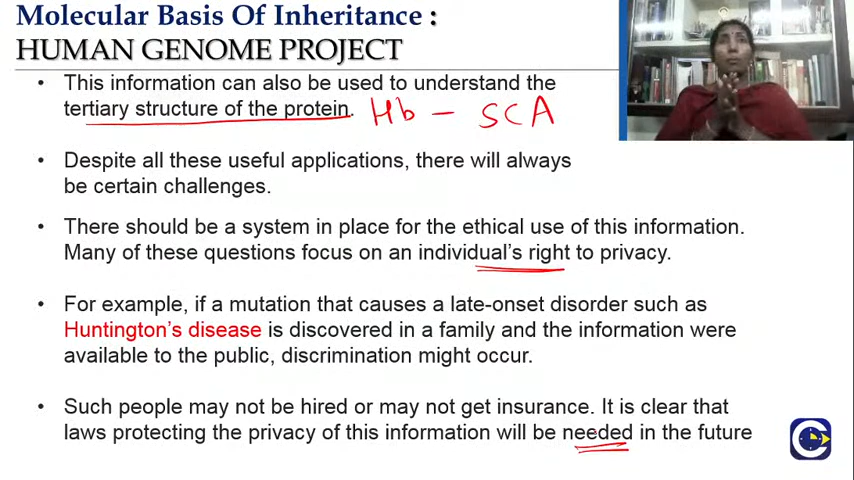 Molecular Basis Of Inheritance :
HUMAN GENOME PROJECT
• This information can also be used to understand the
tertiary structure of the protein. Hb – SCA
• Despite all these useful applications, there will always
be certain challenges.
• There should be a system in place for the ethical use of this information.
Many of these questions focus on an individual's right to privacy.
• For example, if a mutation that causes a late-onset disorder such as
Huntington's disease is discovered in a family and the information were
available to the public, discrimination might occur.
• Such people may not be hired or may not get insurance. It is clear that
laws protecting the privacy of this information will be needed in the future